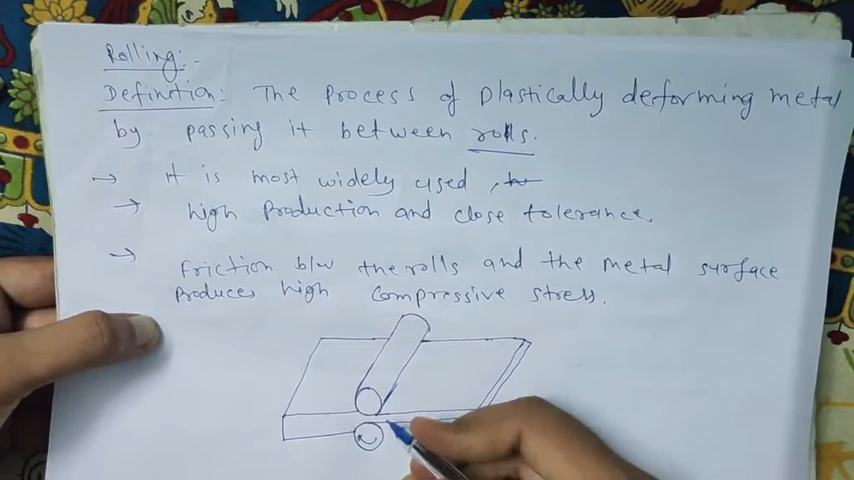 Rolling:-
Definition: The process of plastically deforming metal
by passing it between rolls.
→ It is most widely used,
→ high production and close tolerance.
→ Friction b/w the rolls and the metal surface
produces high compressive stress.